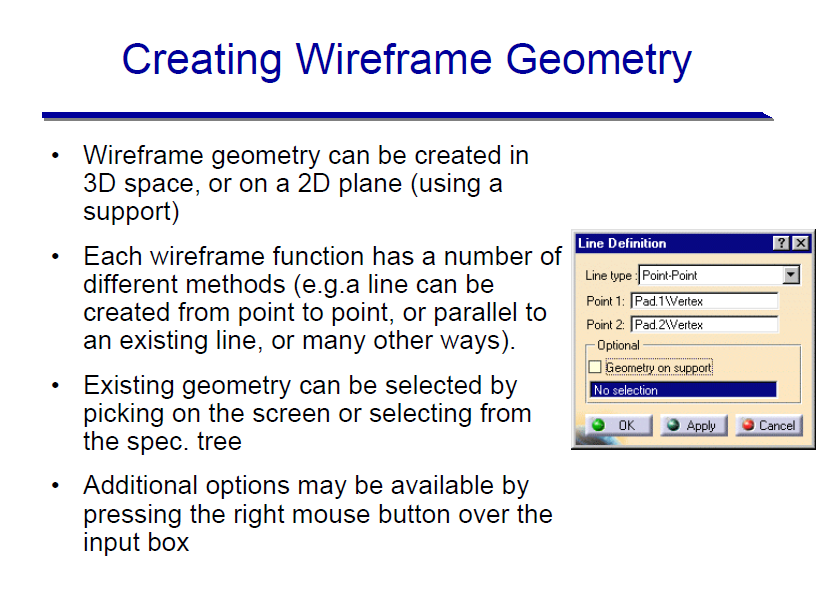 Creating Wireframe Geometry
• Wireframe geometry can be created in
3D space, or on a 2D plane (using a
support)
• Each wireframe function has a number of
different methods (e.g.a line can be
created from point to point, or parallel to
an existing line, or many other ways).
• Existing geometry can be selected by
picking on the screen or selecting from
the spec. tree
• Additional options may be available by
pressing the right mouse button over the
input box
Line Definition
Line type : Point-Point
Point 1: Pad.1\Vertex
Point 2: Pad.2\Vertex
Optional
Geometry on support
No selection
OK Apply Cancel